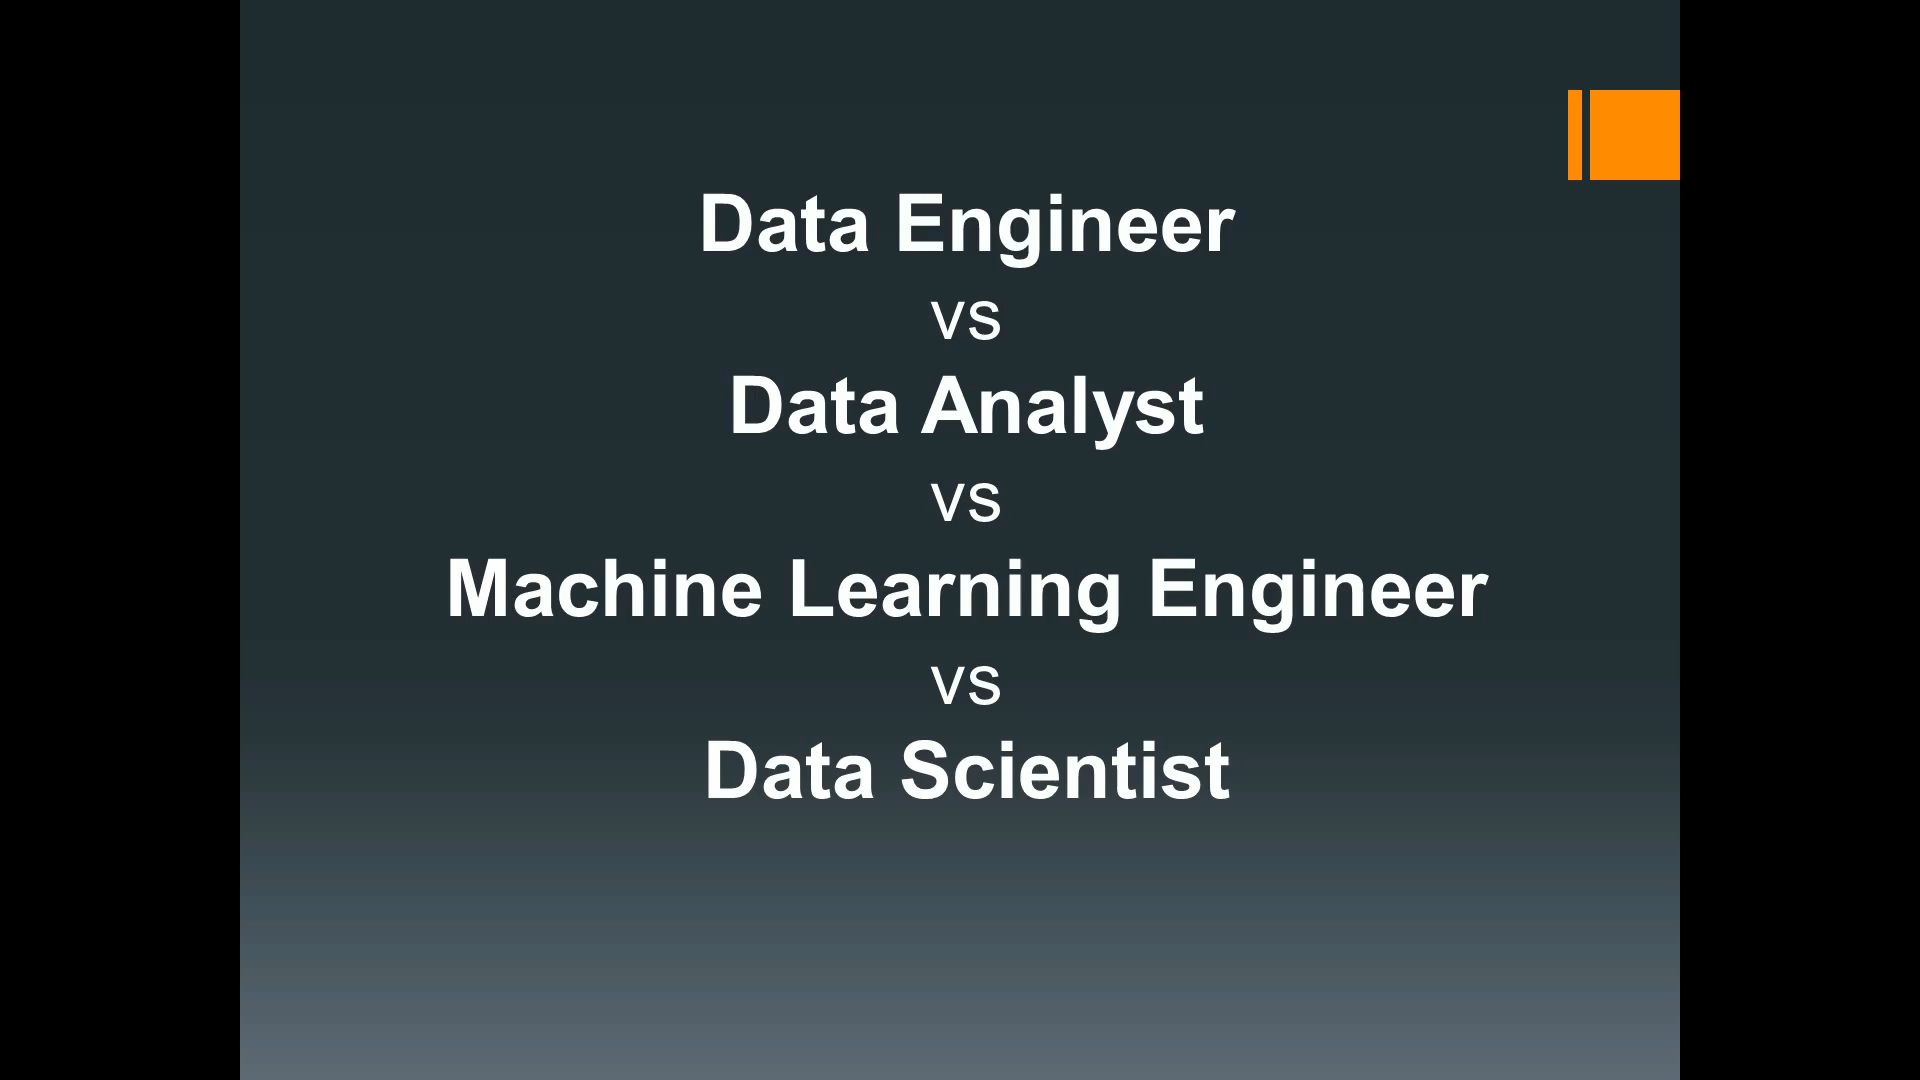 Data Engineer
vs
Data Analyst
vs
Machine Learning Engineer
vs
Data Scientist